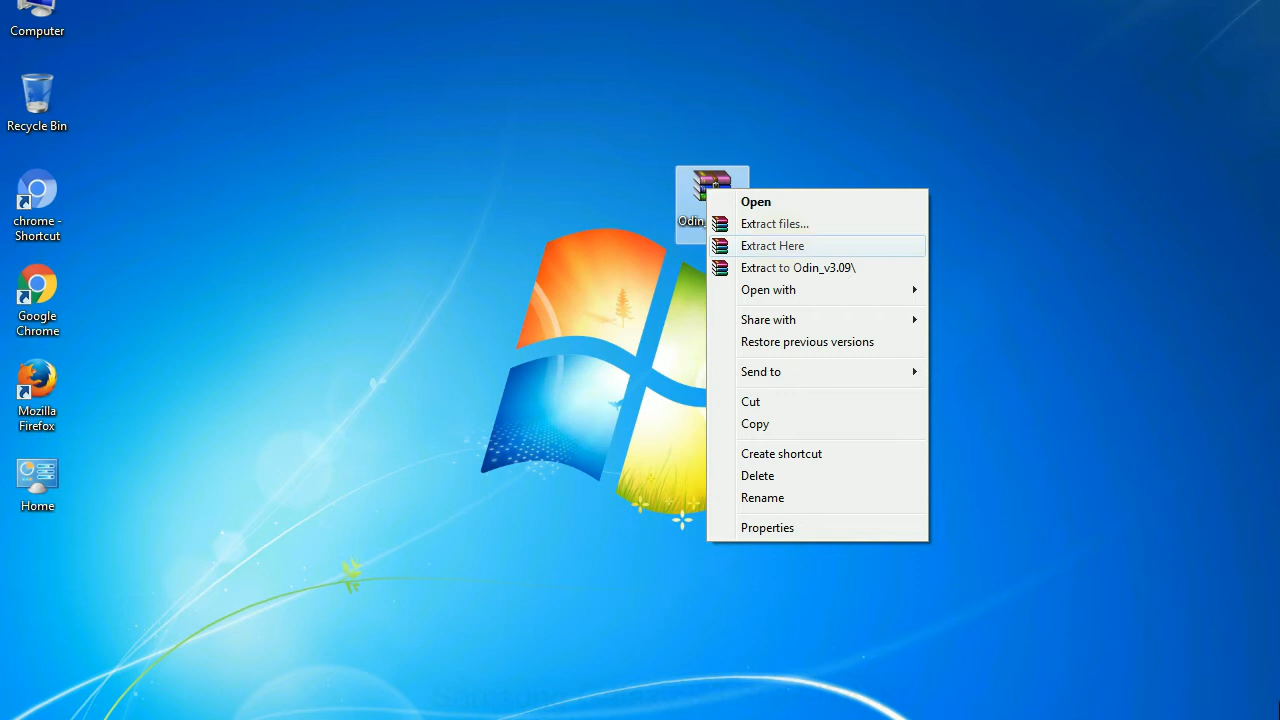 Computer
Recycle Bin
chrome -
Shortcut
Google
Chrome
Mozilla
Firefox
Home
Open
Extract files...
Extract Here
Extract to Odin_v3.09\
Open with
Share with
Restore previous versions
Send to
Cut
Copy
Create shortcut
Delete
Rename
Properties